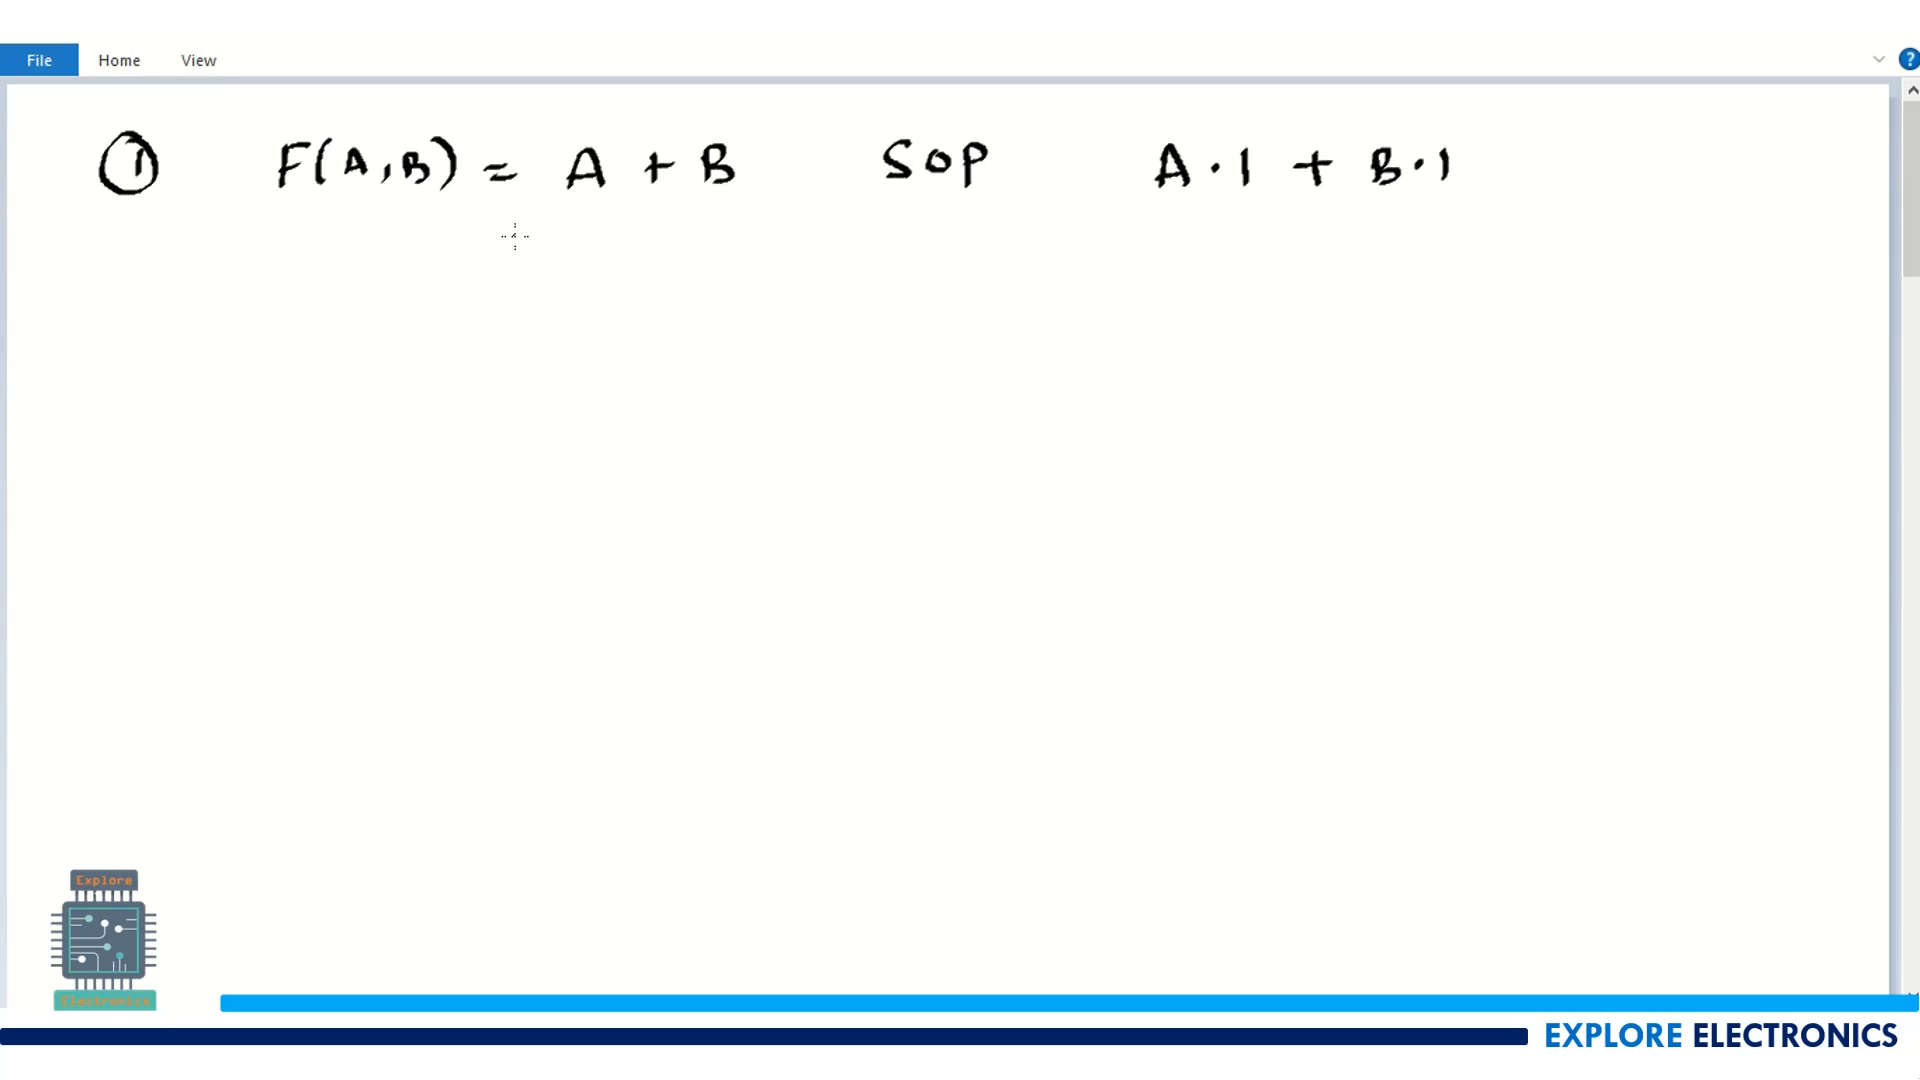 File Home View ?
① F(A,B) = A + B SOP A·1 + B·1
Explore
Electronics
EXPLORE ELECTRONICS